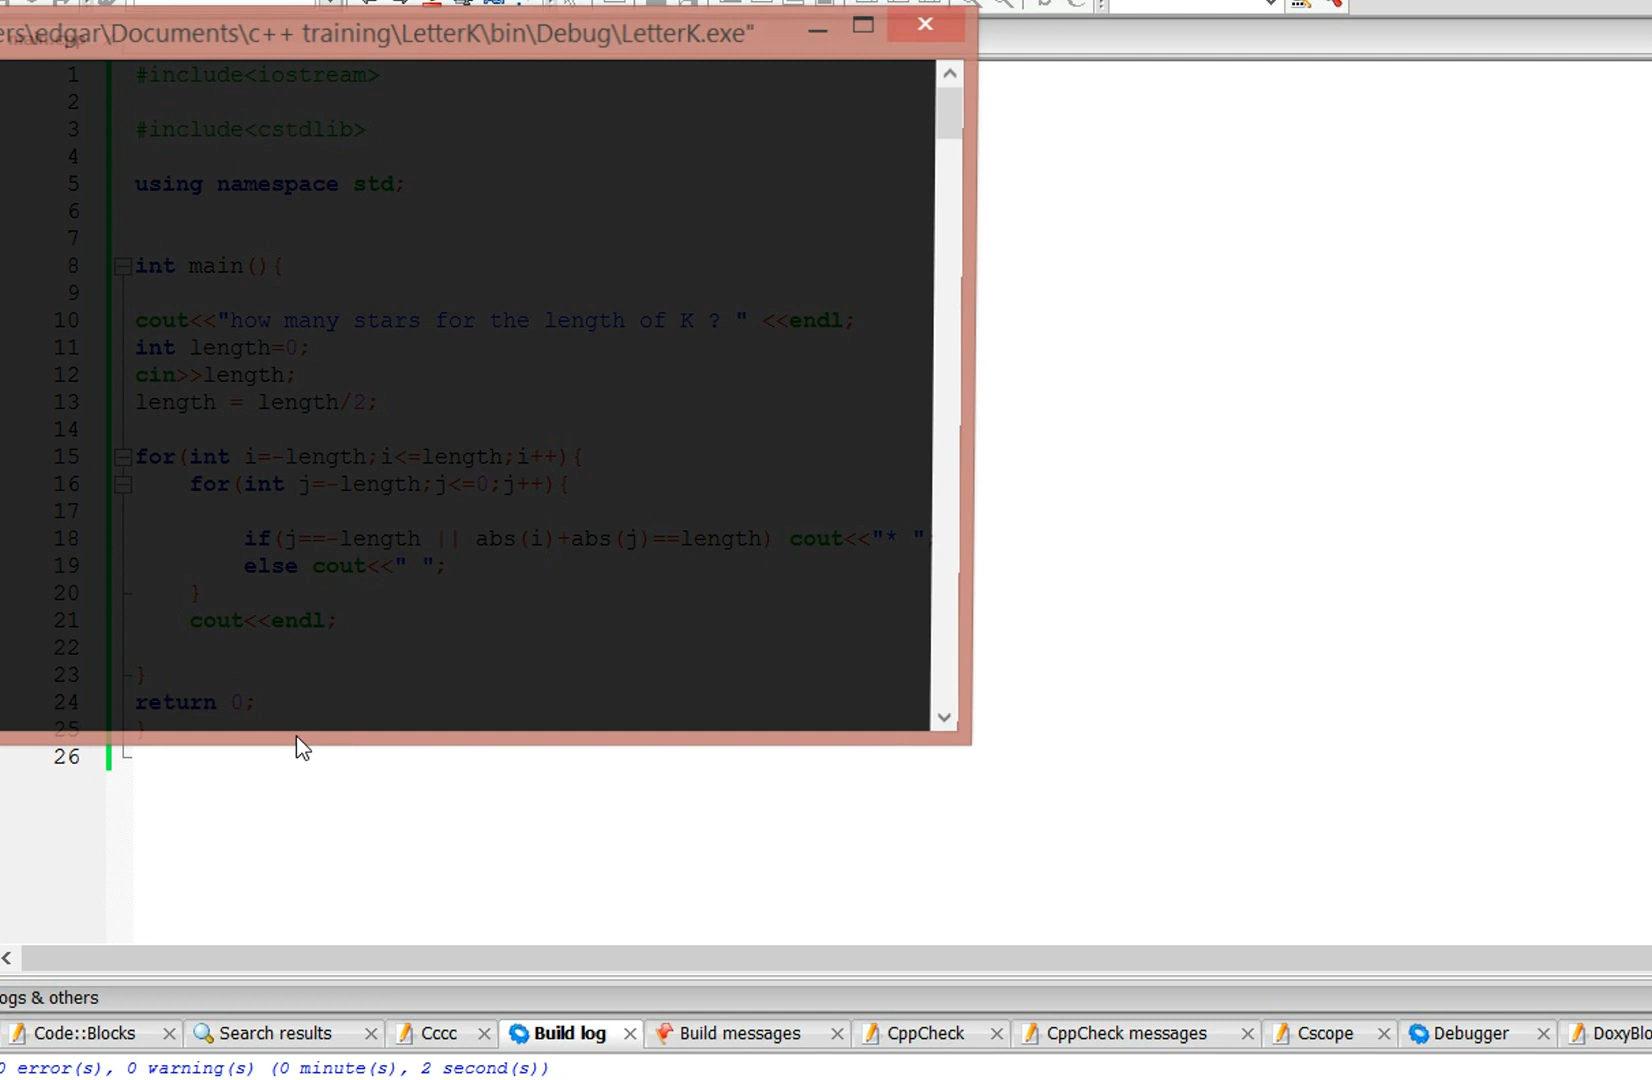 ers\edgar\Documents\c++ training\LetterK\bin\Debug\LetterK.exe"
1 #include<iostream>
2
3 #include<cstdlib>
4
5 using namespace std;
6
7
8 int main(){
9
10 cout<<"how many stars for the length of K ? " <<endl;
11 int length=0;
12 cin>>length;
13 length = length/2;
14
15 for(int i=-length;i<=length;i++){
16 for(int j=-length;j<=0;j++){
17
18 if(j==-length || abs(i)+abs(j)==length) cout<<"* ";
19 else cout<<" ";
20 }
21 cout<<endl;
22
23 }
24 return 0;
25 }
26
ogs & others
Code::Blocks Search results Cccc Build log Build messages CppCheck CppCheck messages Cscope Debugger DoxyBlo
0 error(s), 0 warning(s) (0 minute(s), 2 second(s))